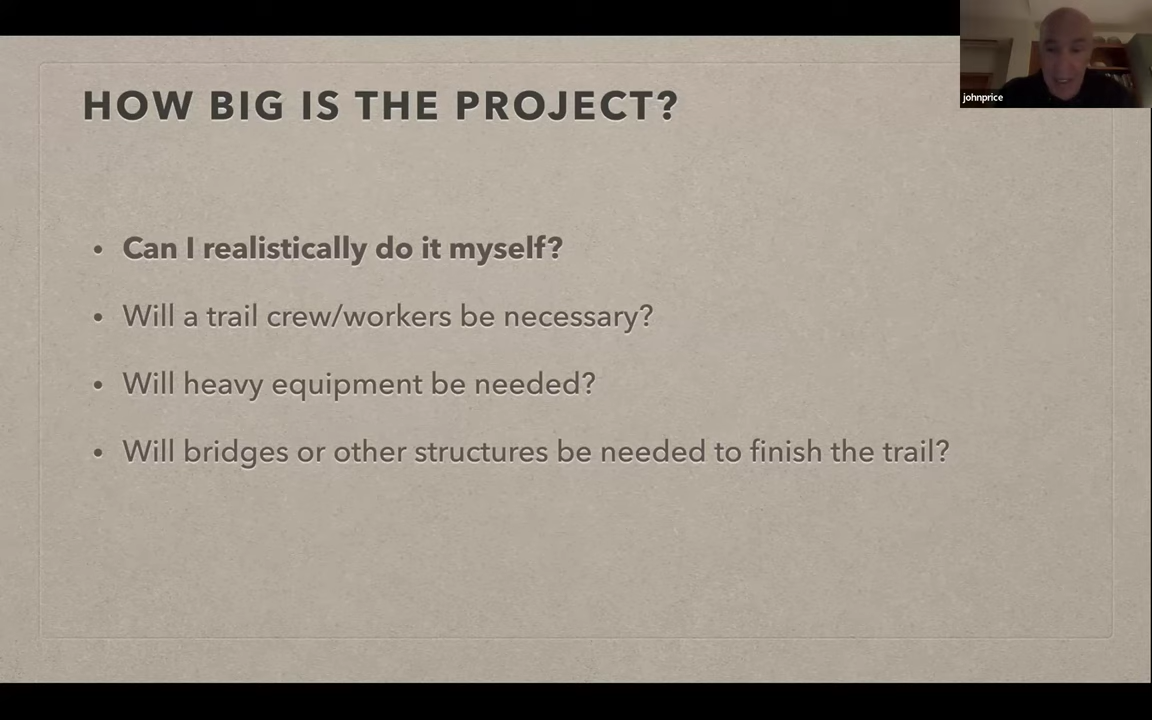 HOW BIG IS THE PROJECT?
johnprice
• Can I realistically do it myself?
• Will a trail crew/workers be necessary?
• Will heavy equipment be needed?
• Will bridges or other structures be needed to finish the trail?